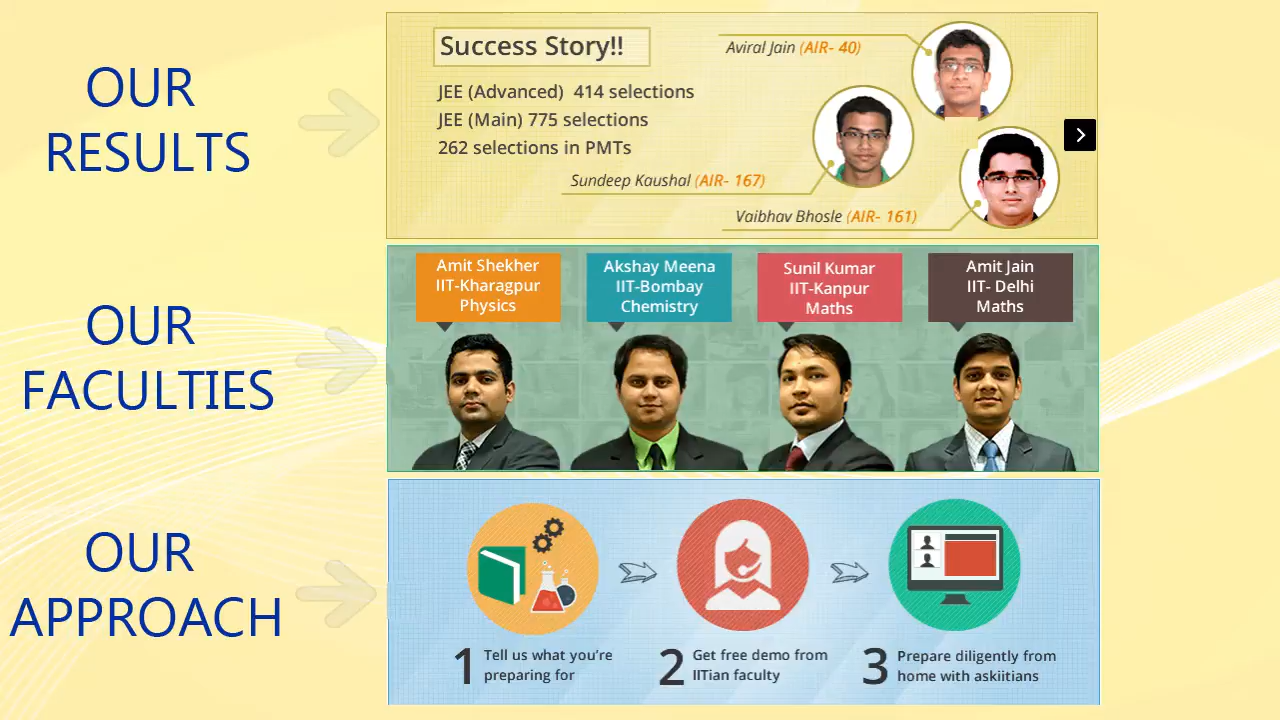 OUR
RESULTS
Success Story!!
JEE (Advanced)  414 selections
JEE (Main) 775 selections
262 selections in PMTs
Aviral Jain (AIR- 40)
Sundeep Kaushal (AIR- 167)
Vaibhav Bhosle (AIR- 161)
OUR
FACULTIES
Amit Shekher
IIT-Kharagpur
Physics
Akshay Meena
IIT-Bombay
Chemistry
Sunil Kumar
IIT-Kanpur
Maths
Amit Jain
IIT- Delhi
Maths
OUR
APPROACH
1 Tell us what you're
preparing for
2 Get free demo from
IITian faculty
3 Prepare diligently from
home with askiitians